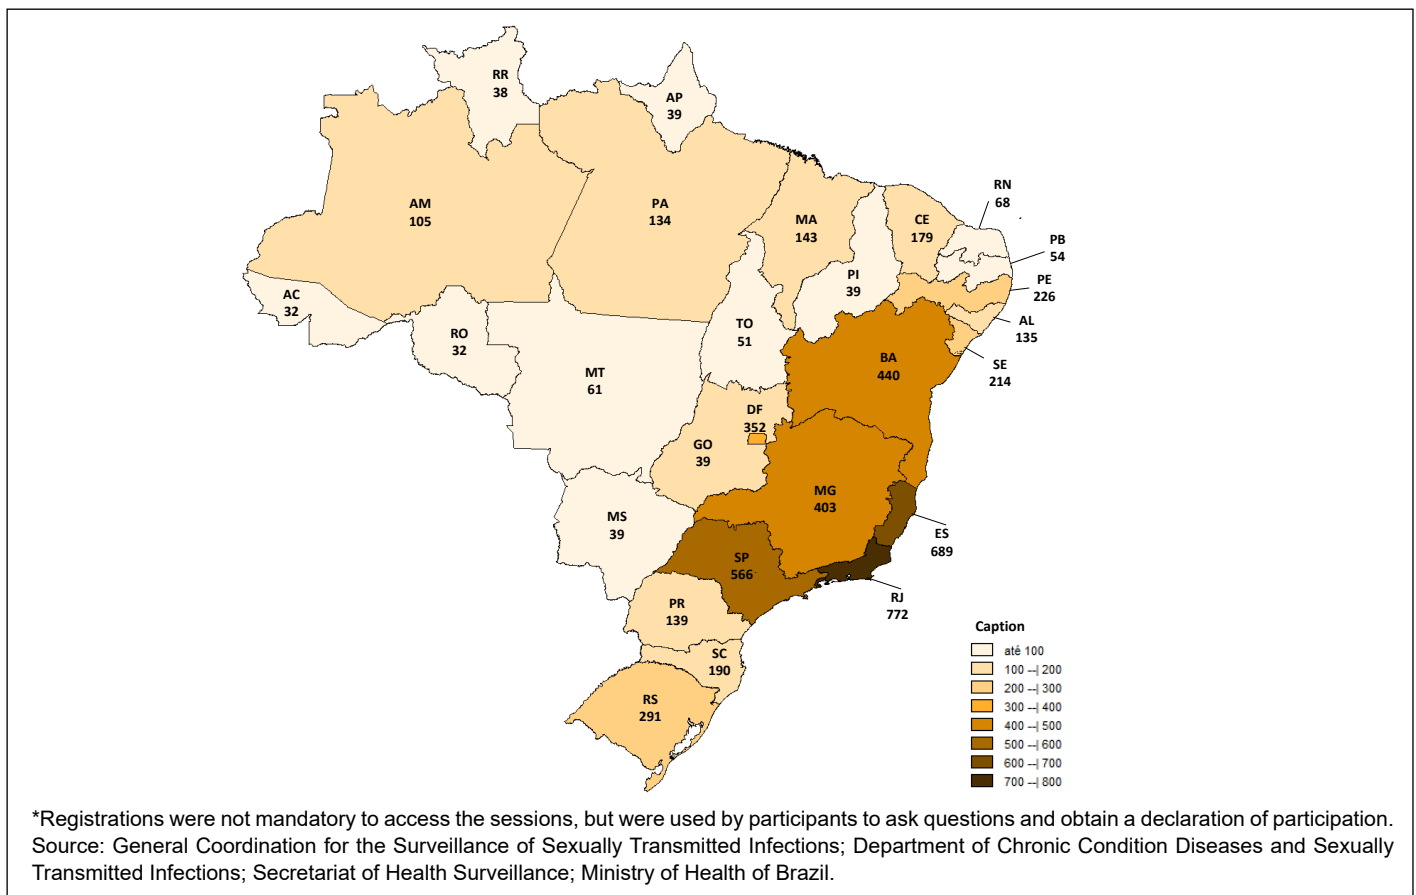 RR
38
AP
39
AM
105
PA
134
MA
143
CE
179
RN
68
PB
54
PE
226
AL
135
SE
214
PI
39
AC
32
RO
32
TO
51
MT
61
BA
440
DF
352
GO
39
MG
403
MS
39
ES
689
SP
566
RJ
772
PR
139
SC
190
RS
291
Caption
até 100
100 --| 200
200 --| 300
300 --| 400
400 --| 500
500 --| 600
600 --| 700
700 --| 800
*Registrations were not mandatory to access the sessions, but were used by participants to ask questions and obtain a declaration of participation.
Source: General Coordination for the Surveillance of Sexually Transmitted Infections; Department of Chronic Condition Diseases and Sexually
Transmitted Infections; Secretariat of Health Surveillance; Ministry of Health of Brazil.